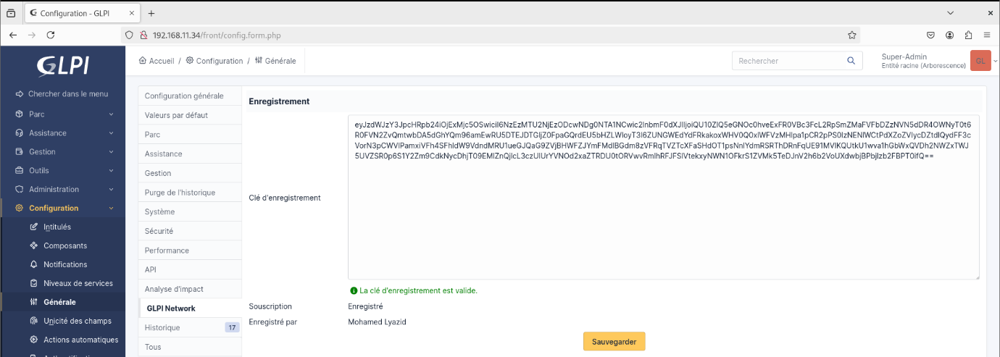 Configuration - GLPI
192.168.11.34/front/config.form.php
GLPI
Accueil / Configuration / Générale
Rechercher
Super-Admin
Entité racine (Arborescence)
GL
Chercher dans le menu
Parc
Assistance
Gestion
Outils
Administration
Configuration
Intitulés
Composants
Notifications
Niveaux de services
Générale
Unicité des champs
Actions automatiques
Configuration générale
Valeurs par défaut
Parc
Assistance
Gestion
Purge de l'historique
Système
Sécurité
Performance
API
Analyse d'impact
GLPI Network
Historique 17
Tous
Enregistrement
Clé d'enregistrement
La clé d'enregistrement est valide.
Souscription Enregistré
Enregistré par Mohamed Lyazid
Sauvegarder